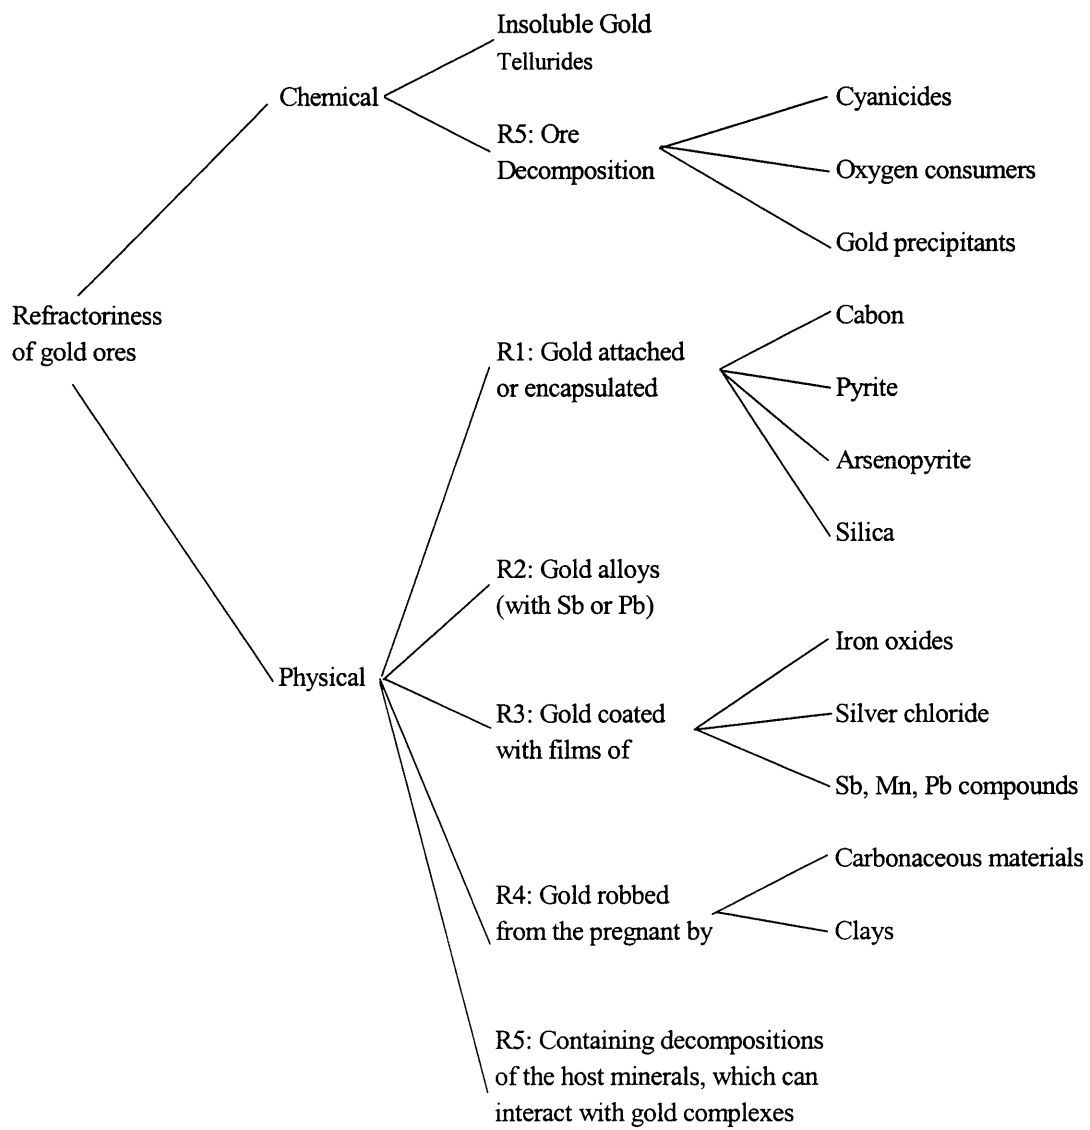 Insoluble Gold
Tellurides
Chemical
Cyanicides
R5: Ore
Decomposition
Oxygen consumers
Gold precipitants
Refractoriness
of gold ores
Cabon
R1: Gold attached
or encapsulated
Pyrite
Arsenopyrite
Silica
R2: Gold alloys
(with Sb or Pb)
Physical
Iron oxides
R3: Gold coated
with films of
Silver chloride
Sb, Mn, Pb compounds
Carbonaceous materials
R4: Gold robbed
from the pregnant by
Clays
R5: Containing decompositions
of the host minerals, which can
interact with gold complexes